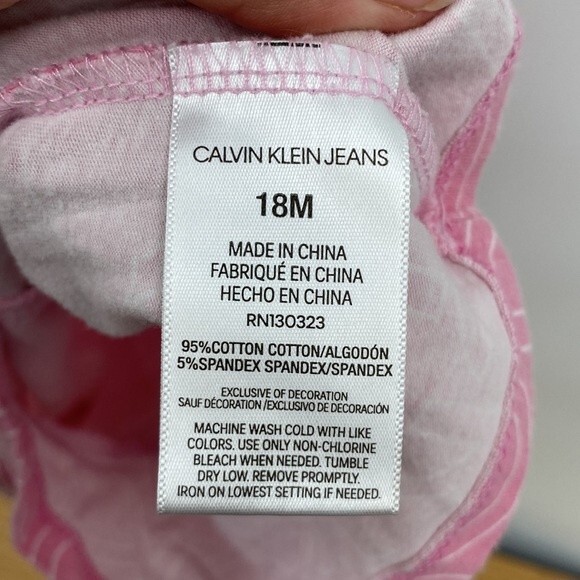 CALVIN KLEIN JEANS
18M
MADE IN CHINA
FABRIQUÉ EN CHINA
HECHO EN CHINA
RN130323
95%COTTON COTTON/ALGODÓN
5%SPANDEX SPANDEX/SPANDEX
EXCLUSIVE OF DECORATION
SAUF DÉCORATION/EXCLUSIVO DE DECORACIÓN
MACHINE WASH COLD WITH LIKE
COLORS. USE ONLY NON-CHLORINE
BLEACH WHEN NEEDED. TUMBLE
DRY LOW. REMOVE PROMPTLY.
IRON ON LOWEST SETTING IF NEEDED.